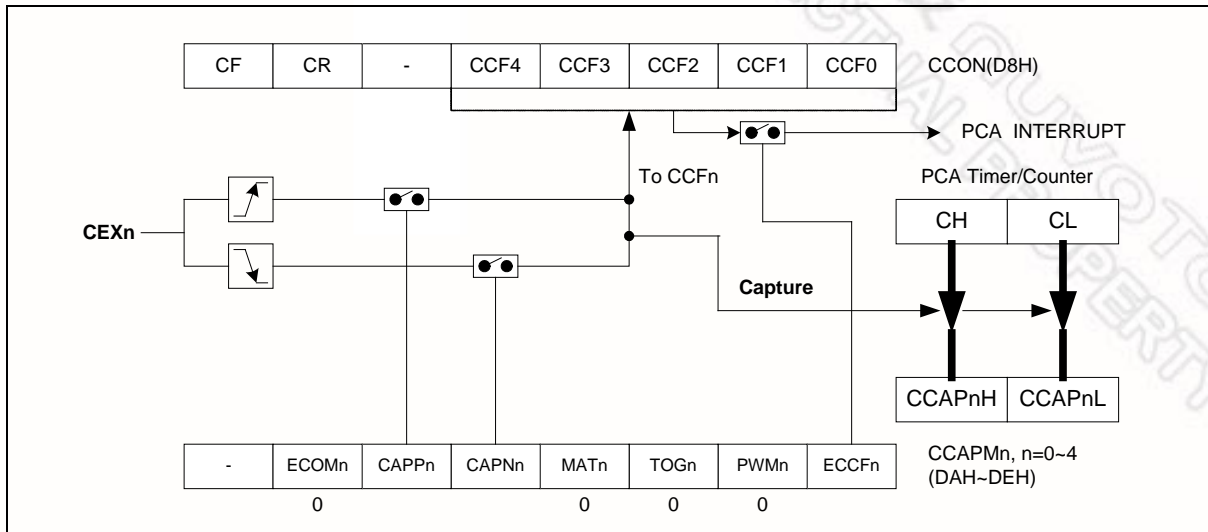 CF CR - CCF4 CCF3 CCF2 CCF1 CCF0 CCON(D8H)
PCA INTERRUPT
To CCFn
PCA Timer/Counter
CEXn
CH CL
Capture
CCAPnH CCAPnL
- ECOMn CAPPn CAPNn MATn TOGn PWMn ECCFn
CCAPMn, n=0~4
(DAH~DEH)
0 0 0 0